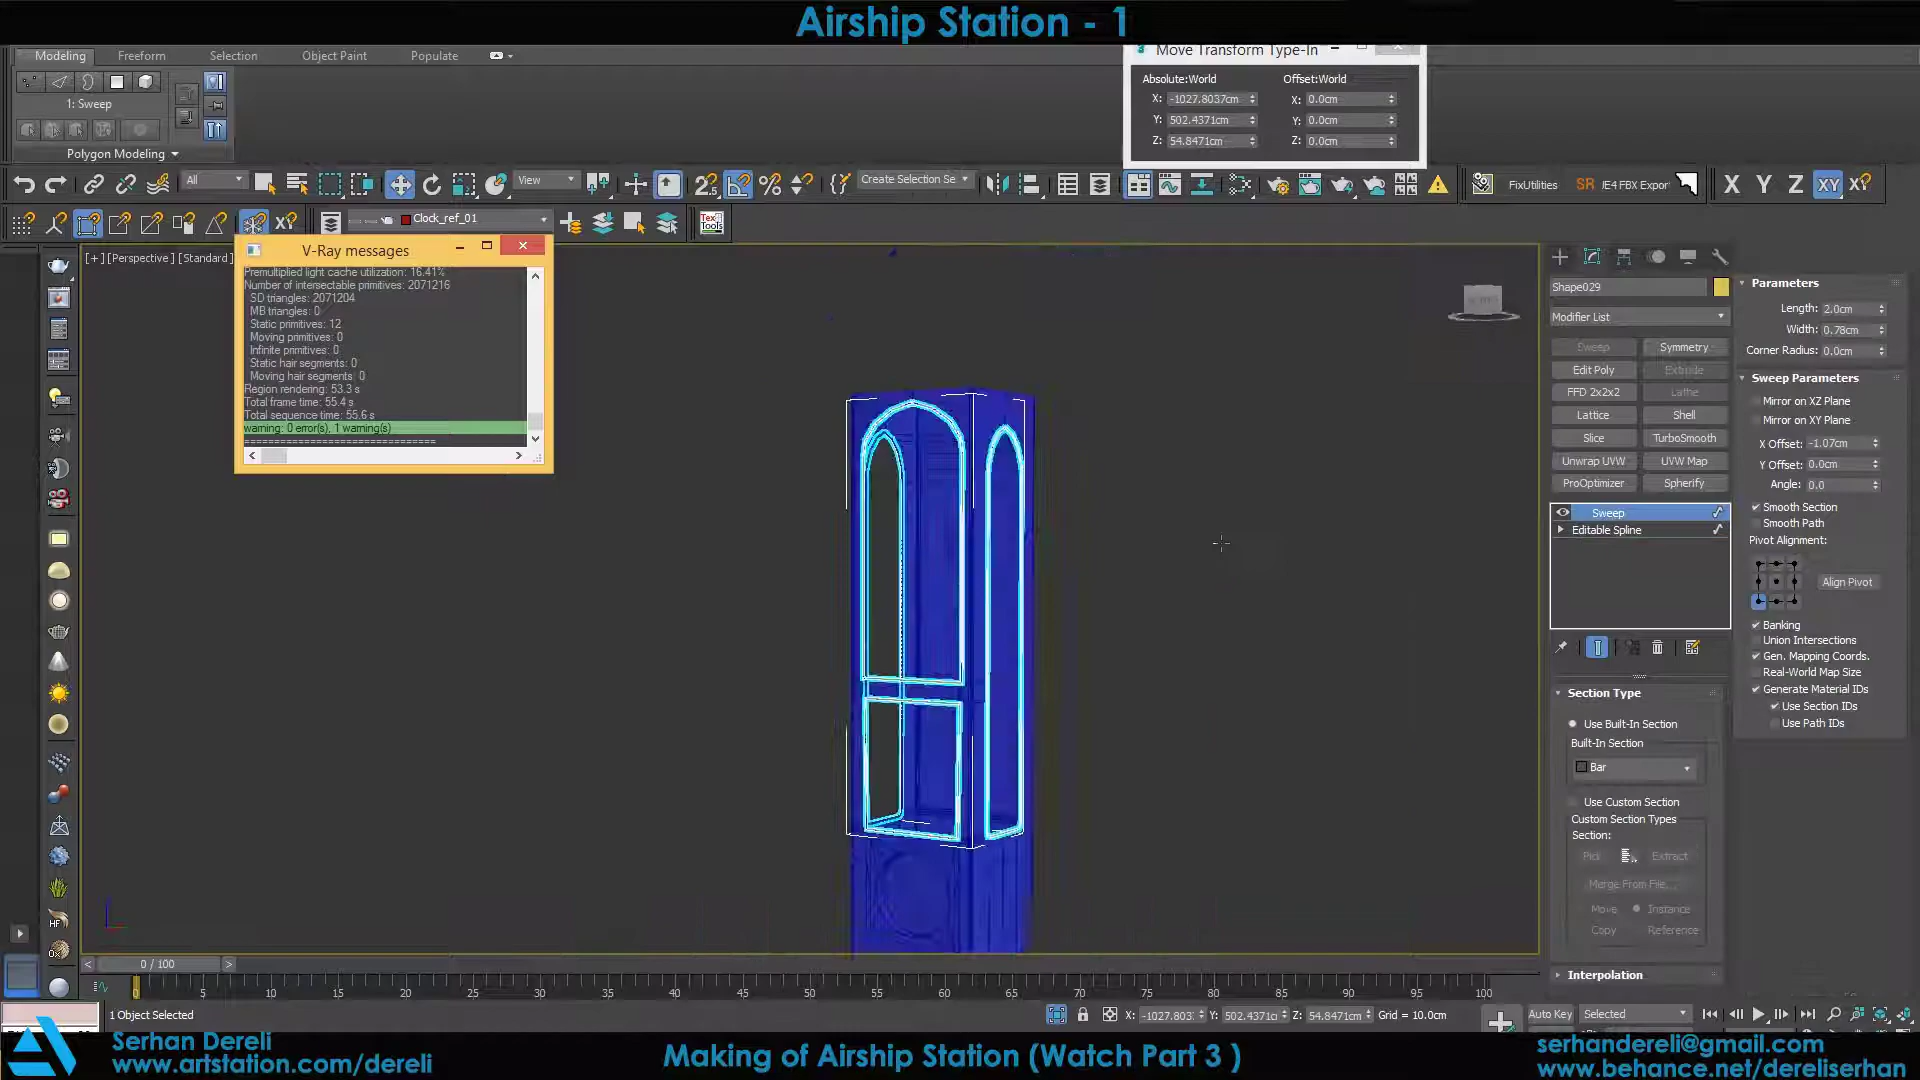 Airship Station - 1
Modeling
Freeform
Selection
Object Paint
Populate
1: Sweep
Polygon Modeling
Move Transform Type-In
Absolute:World
Offset:World
X: -1027.8037cm
X: 0.0cm
Y: 502.4371cm
Y: 0.0cm
Z: 54.8471cm
Z: 0.0cm
All
View
Create Selection Se
FixUtilities
SR JE4 FBX Expor
X Y Z XY XY
Clock_ref_01
Tex Tools
[+] [Perspective] [Standard]
V-Ray messages
Premultiplied light cache utilization: 16.41%
Number of intersectable primitives: 2071216
SD triangles: 2071204
MB triangles: 0
Static primitives: 12
Moving primitives: 0
Infinite primitives: 0
Static hair segments: 0
Moving hair segments: 0
Region rendering: 53.3 s
Total frame time: 55.4 s
Total sequence time: 55.6 s
warning: 0 error(s), 1 warning(s)
==============================
Shape029
Modifier List
Sweep
Symmetry
Edit Poly
Extrude
FFD 2x2x2
Lathe
Lattice
Shell
Slice
TurboSmooth
Unwrap UVW
UVW Map
ProOptimizer
Spherify
Sweep
Editable Spline
Section Type
Use Built-In Section
Built-In Section
Bar
Use Custom Section
Custom Section Types
Section:
Pick
Extract
Merge From File...
Move
Instance
Copy
Reference
Interpolation
Parameters
Length: 2.0cm
Width: 0.78cm
Corner Radius: 0.0cm
Sweep Parameters
Mirror on XZ Plane
Mirror on XY Plane
X Offset: -1.07cm
Y Offset: 0.0cm
Angle: 0.0
Smooth Section
Smooth Path
Pivot Alignment:
Align Pivot
Banking
Union Intersections
Gen. Mapping Coords.
Real-World Map Size
Generate Material IDs
Use Section IDs
Use Path IDs
HF
0 / 100
0 5 10 15 20 25 30 35 40 45 50 55 60 65 70 75 80 85 90 95 100
1 Object Selected
X: -1027.803
Y: 502.4371c
Z: 54.8471cm
Grid = 10.0cm
Auto Key
Selected
Serhan Dereli
www.artstation.com/dereli
Making of Airship Station (Watch Part 3 )
serhandereli@gmail.com
www.behance.net/dereliserhan